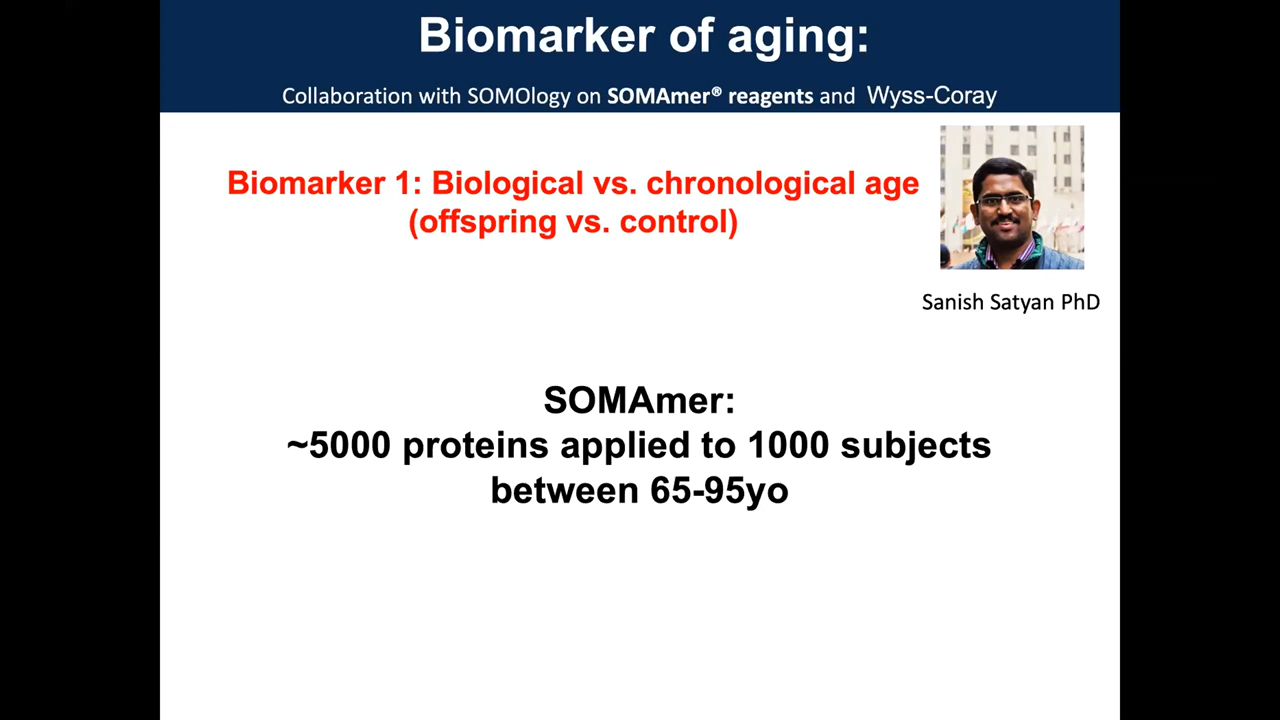 Biomarker of aging:
Collaboration with SOMOlogy on SOMAmer® reagents and Wyss-Coray
Biomarker 1: Biological vs. chronological age
(offspring vs. control)
Sanish Satyan PhD
SOMAmer:
~5000 proteins applied to 1000 subjects
between 65-95yo